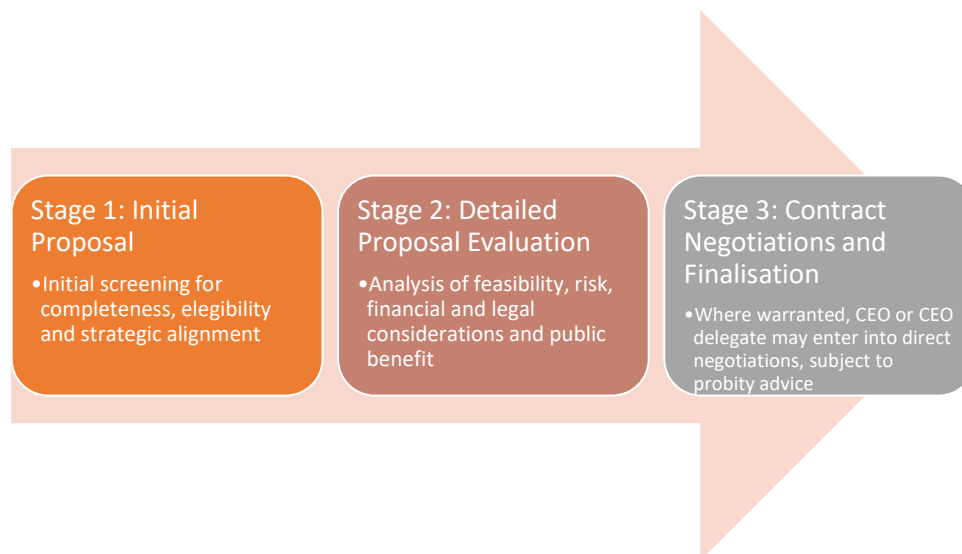 Stage 1: Initial
Proposal
•Initial screening for
completeness, elegibility
and strategic alignment
Stage 2: Detailed
Proposal Evaluation
•Analysis of feasibility, risk,
financial and legal
considerations and public
benefit
Stage 3: Contract
Negotiations and
Finalisation
•Where warranted, CEO or CEO
delegate may enter into direct
negotiations, subject to
probity advice